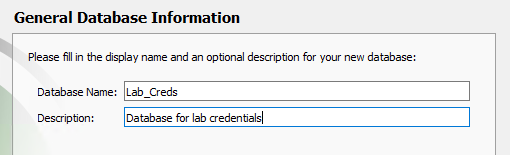 General Database Information
Please fill in the display name and an optional description for your new database:
Database Name: Lab_Creds
Description: Database for lab credentials